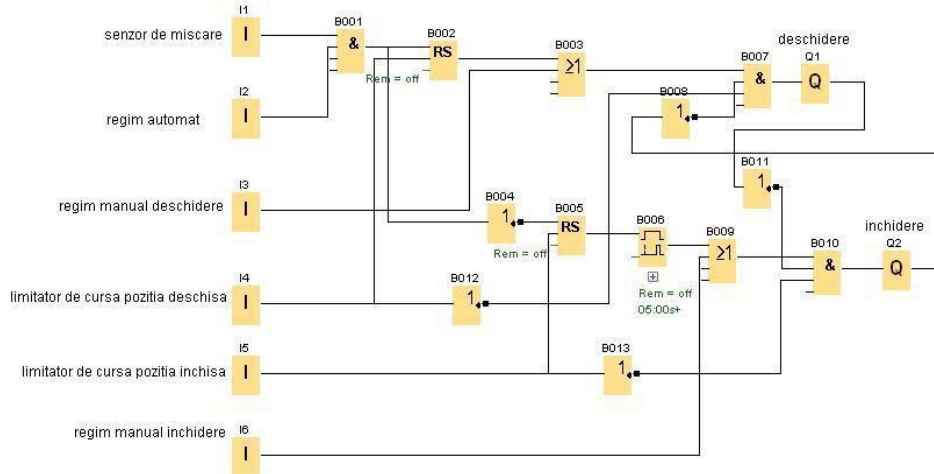 I1
senzor de miscare
I
B001
&
B002
RS
Rem = off
B003
≥1
deschidere
B007
&
Q1
Q
B008
1
I2
regim automat
I
B011
1
I3
regim manual deschidere
I
B004
1
B005
RS
Rem = off
B006
Rem = off
05:00s+
B009
≥1
inchidere
B010
&
Q2
Q
I4
limitator de cursa pozitia deschisa
I
B012
1
I5
limitator de cursa pozitia inchisa
I
B013
1
I6
regim manual inchidere
I